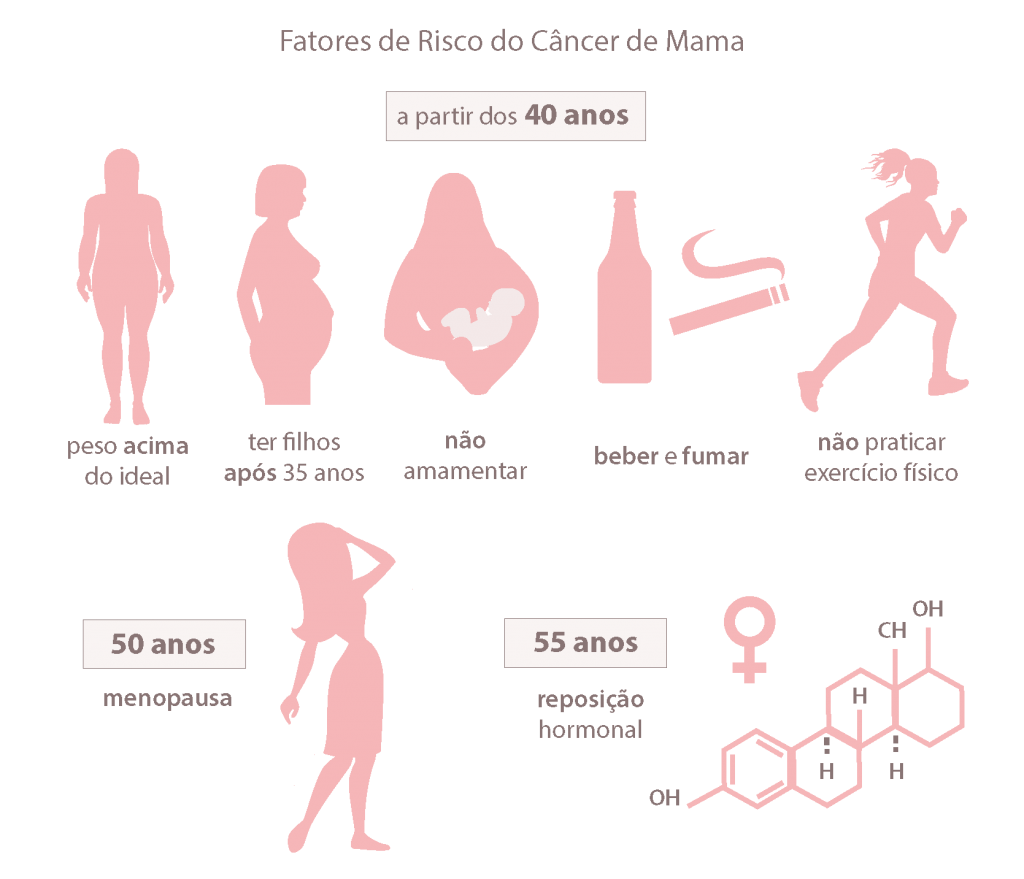 Fatores de Risco do Câncer de Mama
a partir dos 40 anos
peso acima
do ideal
ter filhos
após 35 anos
não
amamentar
beber e fumar
não praticar
exercício físico
50 anos
menopausa
55 anos
reposição
hormonal
OH
CH
H
H
H
OH